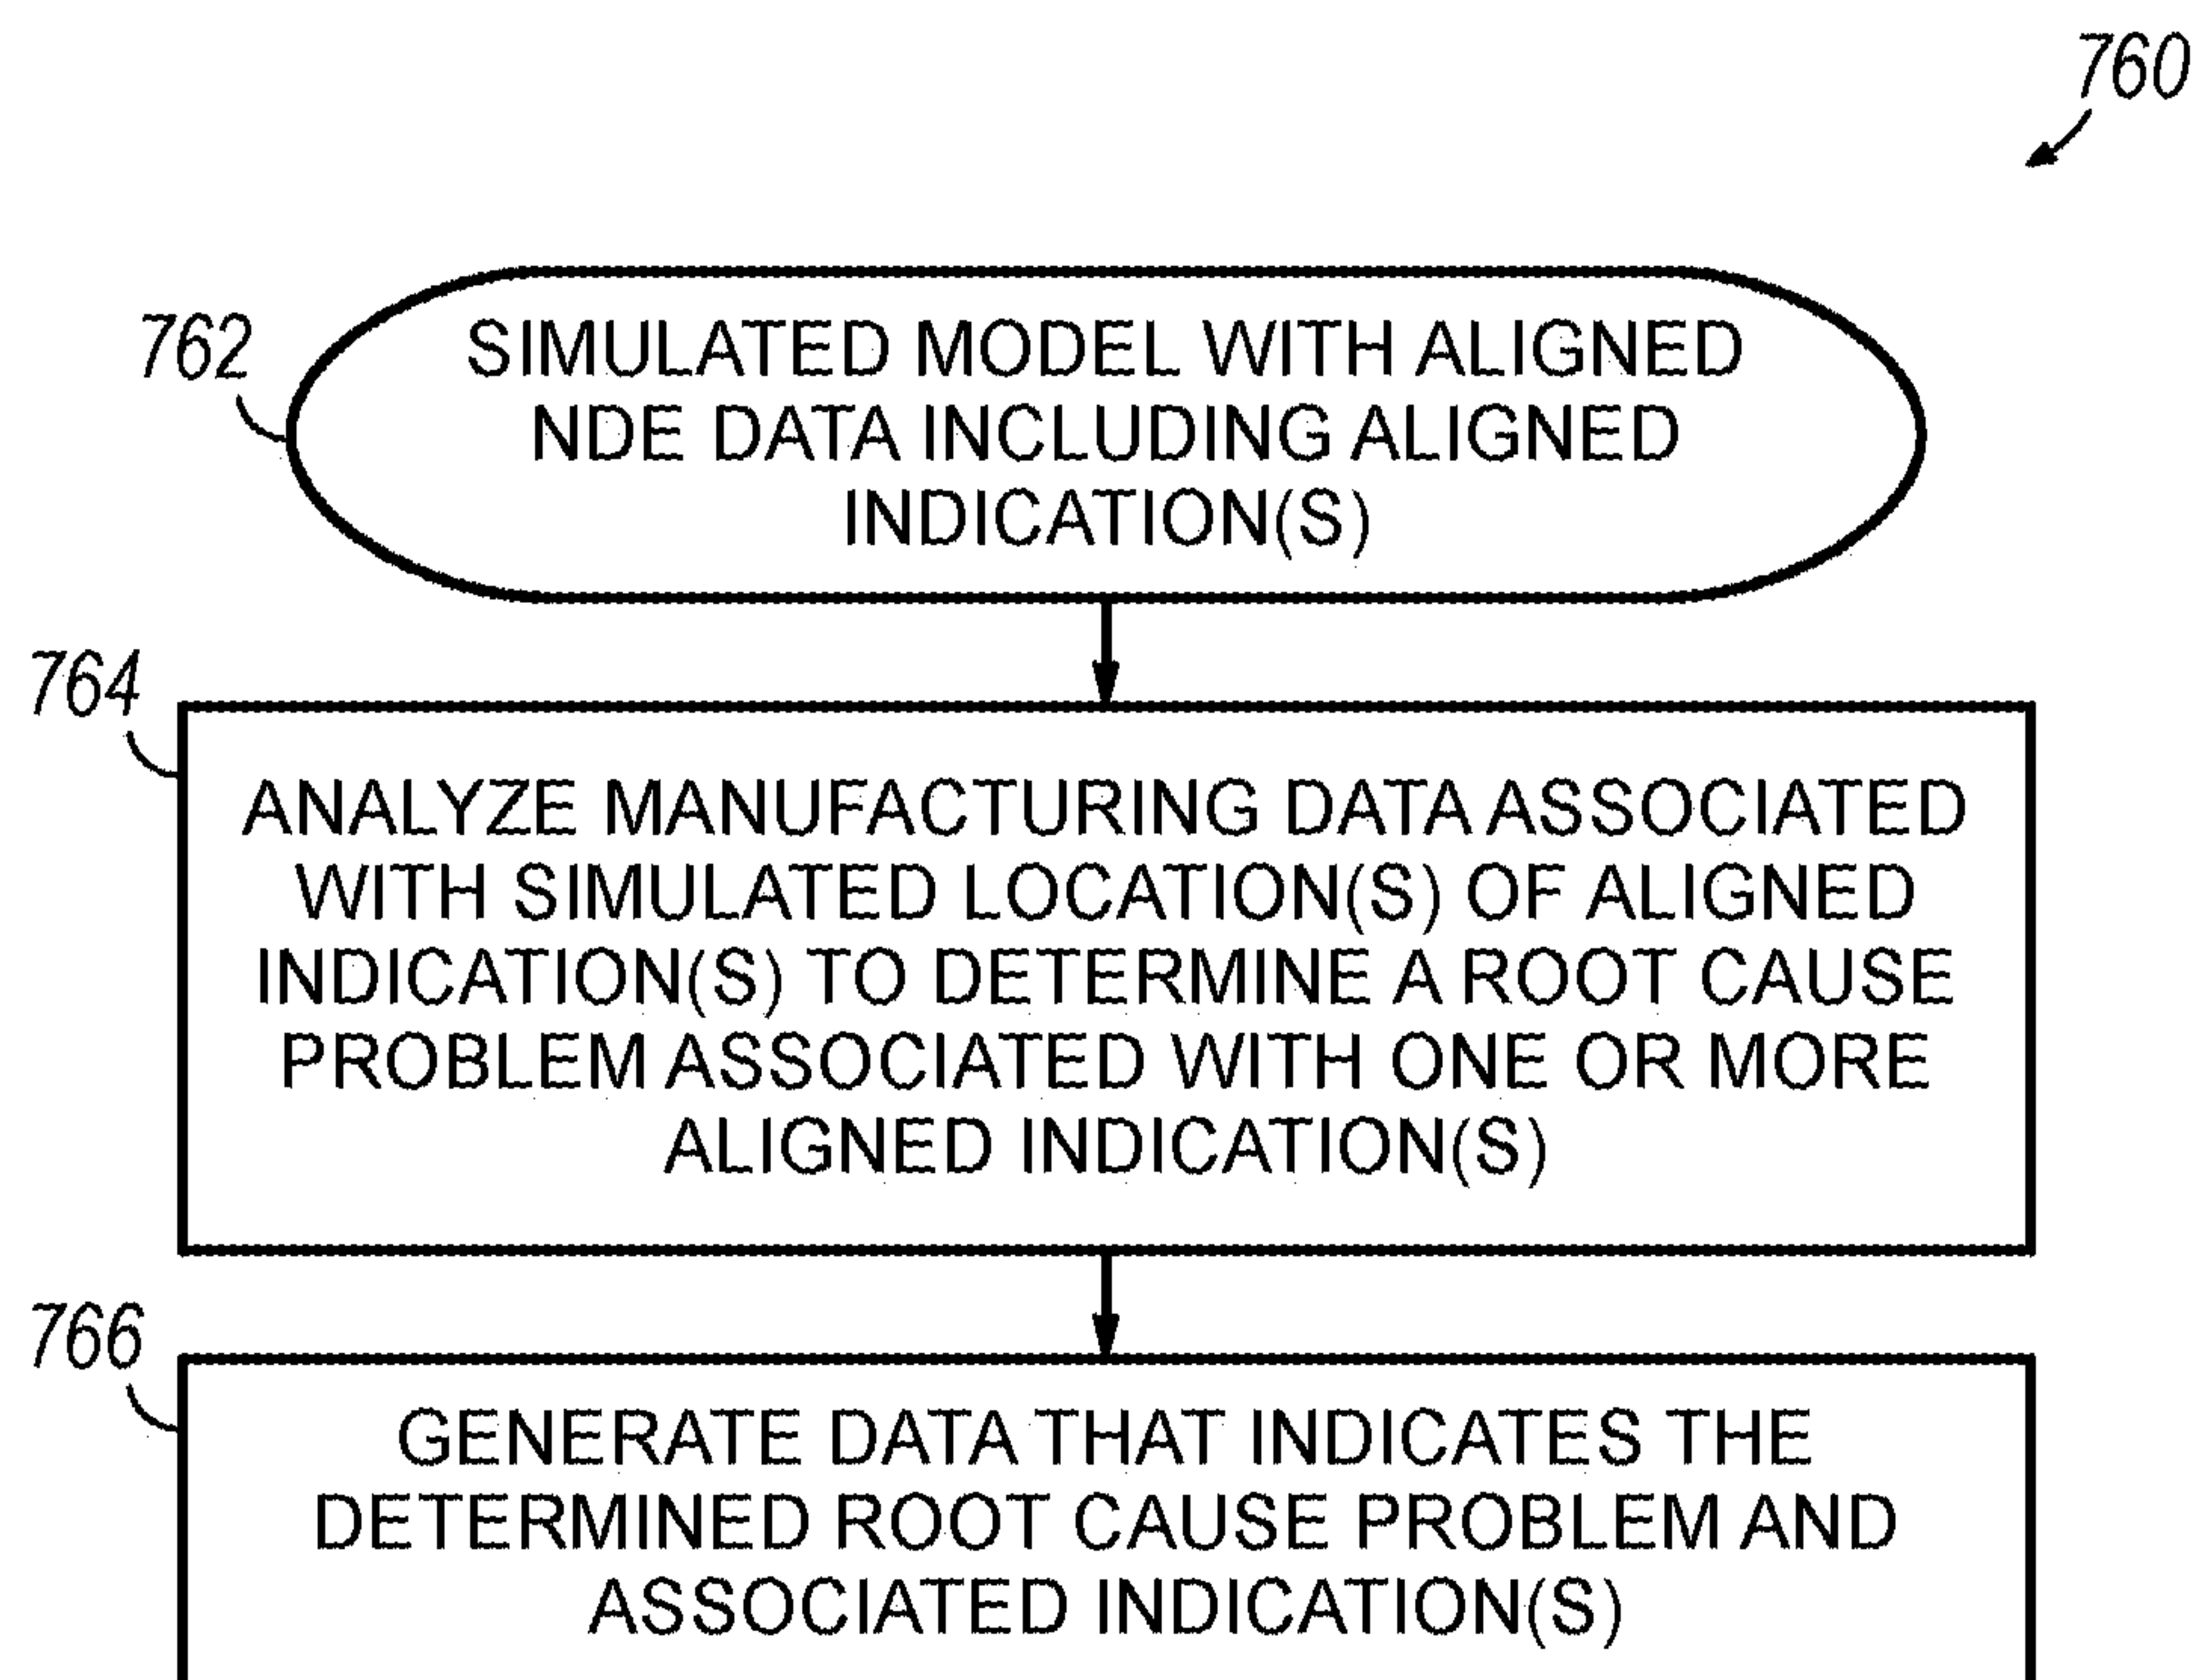 760
762
SIMULATED MODEL WITH ALIGNED
NDE DATA INCLUDING ALIGNED
INDICATION(S)
764
ANALYZE MANUFACTURING DATA ASSOCIATED
WITH SIMULATED LOCATION(S) OF ALIGNED
INDICATION(S) TO DETERMINE A ROOT CAUSE
PROBLEM ASSOCIATED WITH ONE OR MORE
ALIGNED INDICATION(S)
766
GENERATE DATA THAT INDICATES THE
DETERMINED ROOT CAUSE PROBLEM AND
ASSOCIATED INDICATION(S)